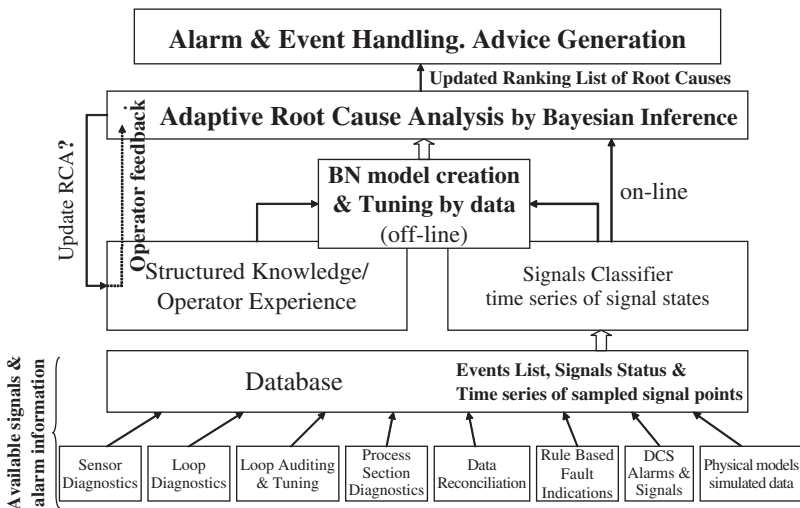 Alarm & Event Handling. Advice Generation
Updated Ranking List of Root Causes
Adaptive Root Cause Analysis by Bayesian Inference
Update RCA?
Operator feedback
BN model creation
& Tuning by data
(off-line)
on-line
Structured Knowledge/
Operator Experience
Signals Classifier
time series of signal states
Available signals &
alarm information
Database
Events List, Signals Status &
Time series of sampled signal points
Sensor
Diagnostics
Loop
Diagnostics
Loop Auditing
& Tuning
Process
Section
Diagnostics
Data
Reconciliation
Rule Based
Fault
Indications
DCS
Alarms &
Signals
Physical models
simulated data